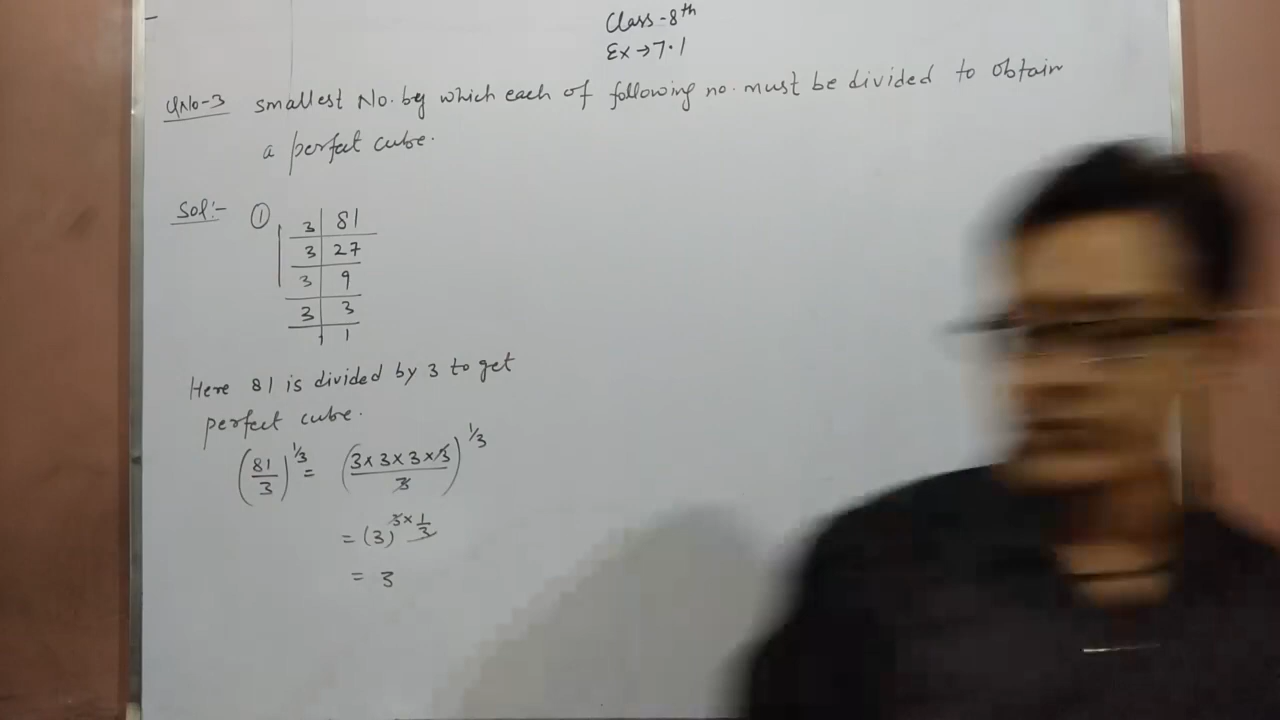 Class-8th
Ex→7.1
QNo-3 smallest No. by which each of following no. must be divided to obtain
a perfect cube.
Sol:- ① 3 | 81
3 | 27
3 | 9
3 | 3
| 1
Here 81 is divided by 3 to get
perfect cube.
(81/3)^1/3 = (3×3×3×3/3)^1/3
= (3)^3×1/3
= 3